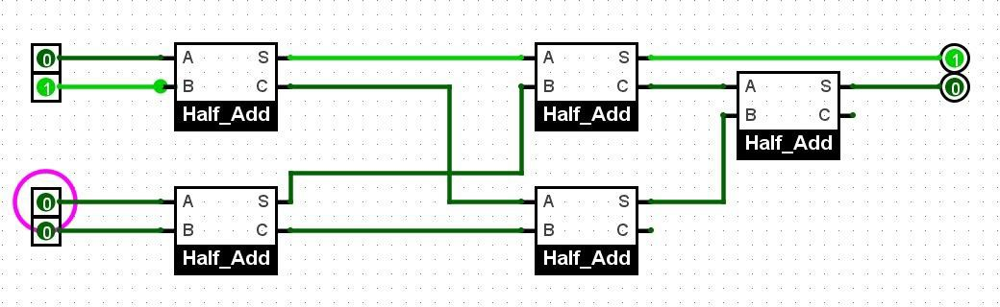 0 A S A S 1
1 B C B C A S 0
Half_Add Half_Add B C
Half_Add
0 A S A S
0 B C B C
Half_Add Half_Add